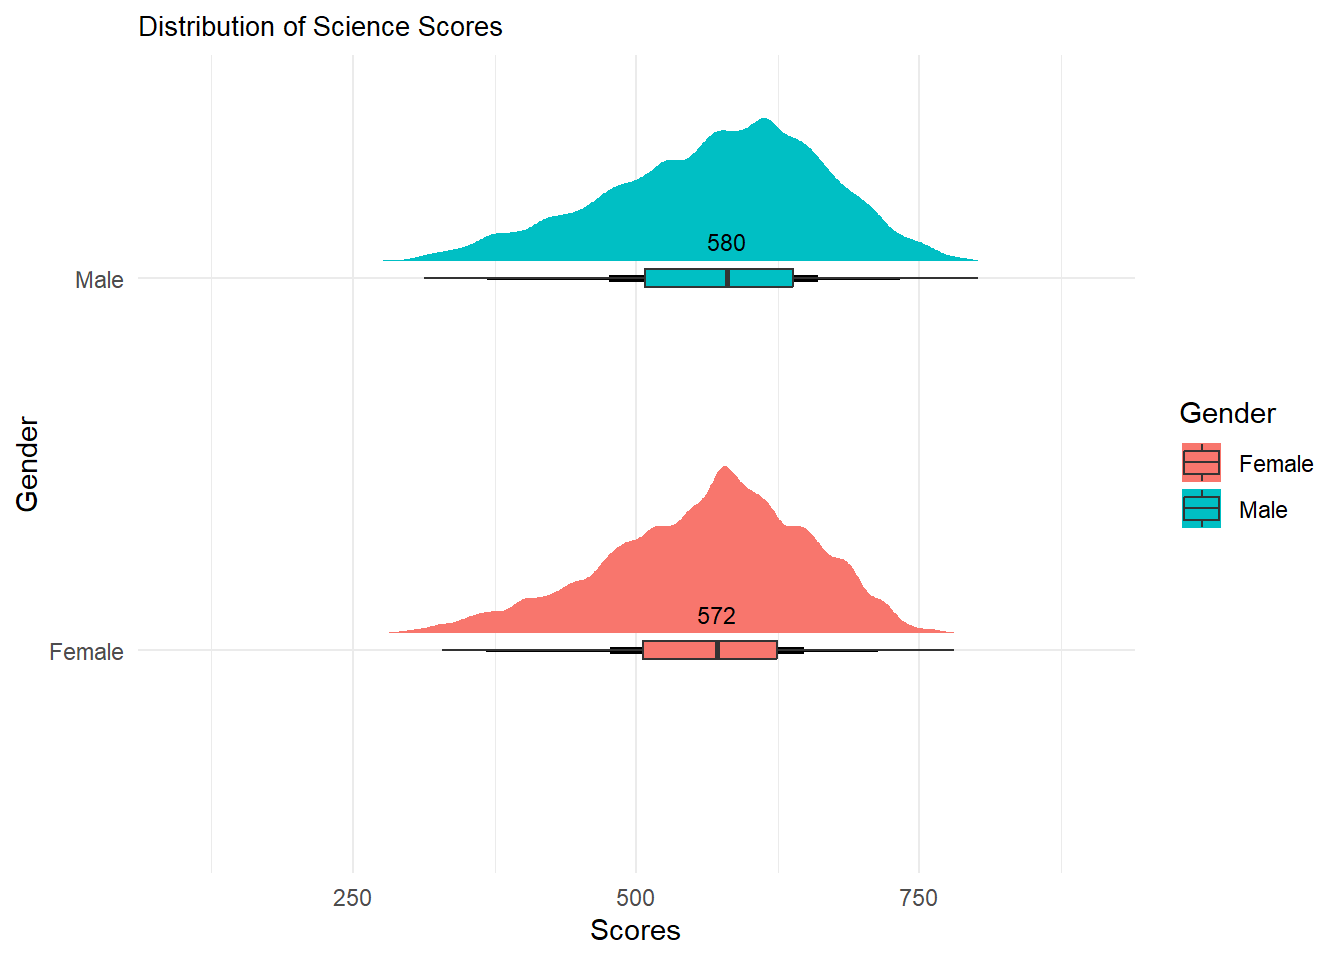 Distribution of Science Scores
580
Male
Gender
572
Female
Gender
Female
Male
250 500 750
Scores